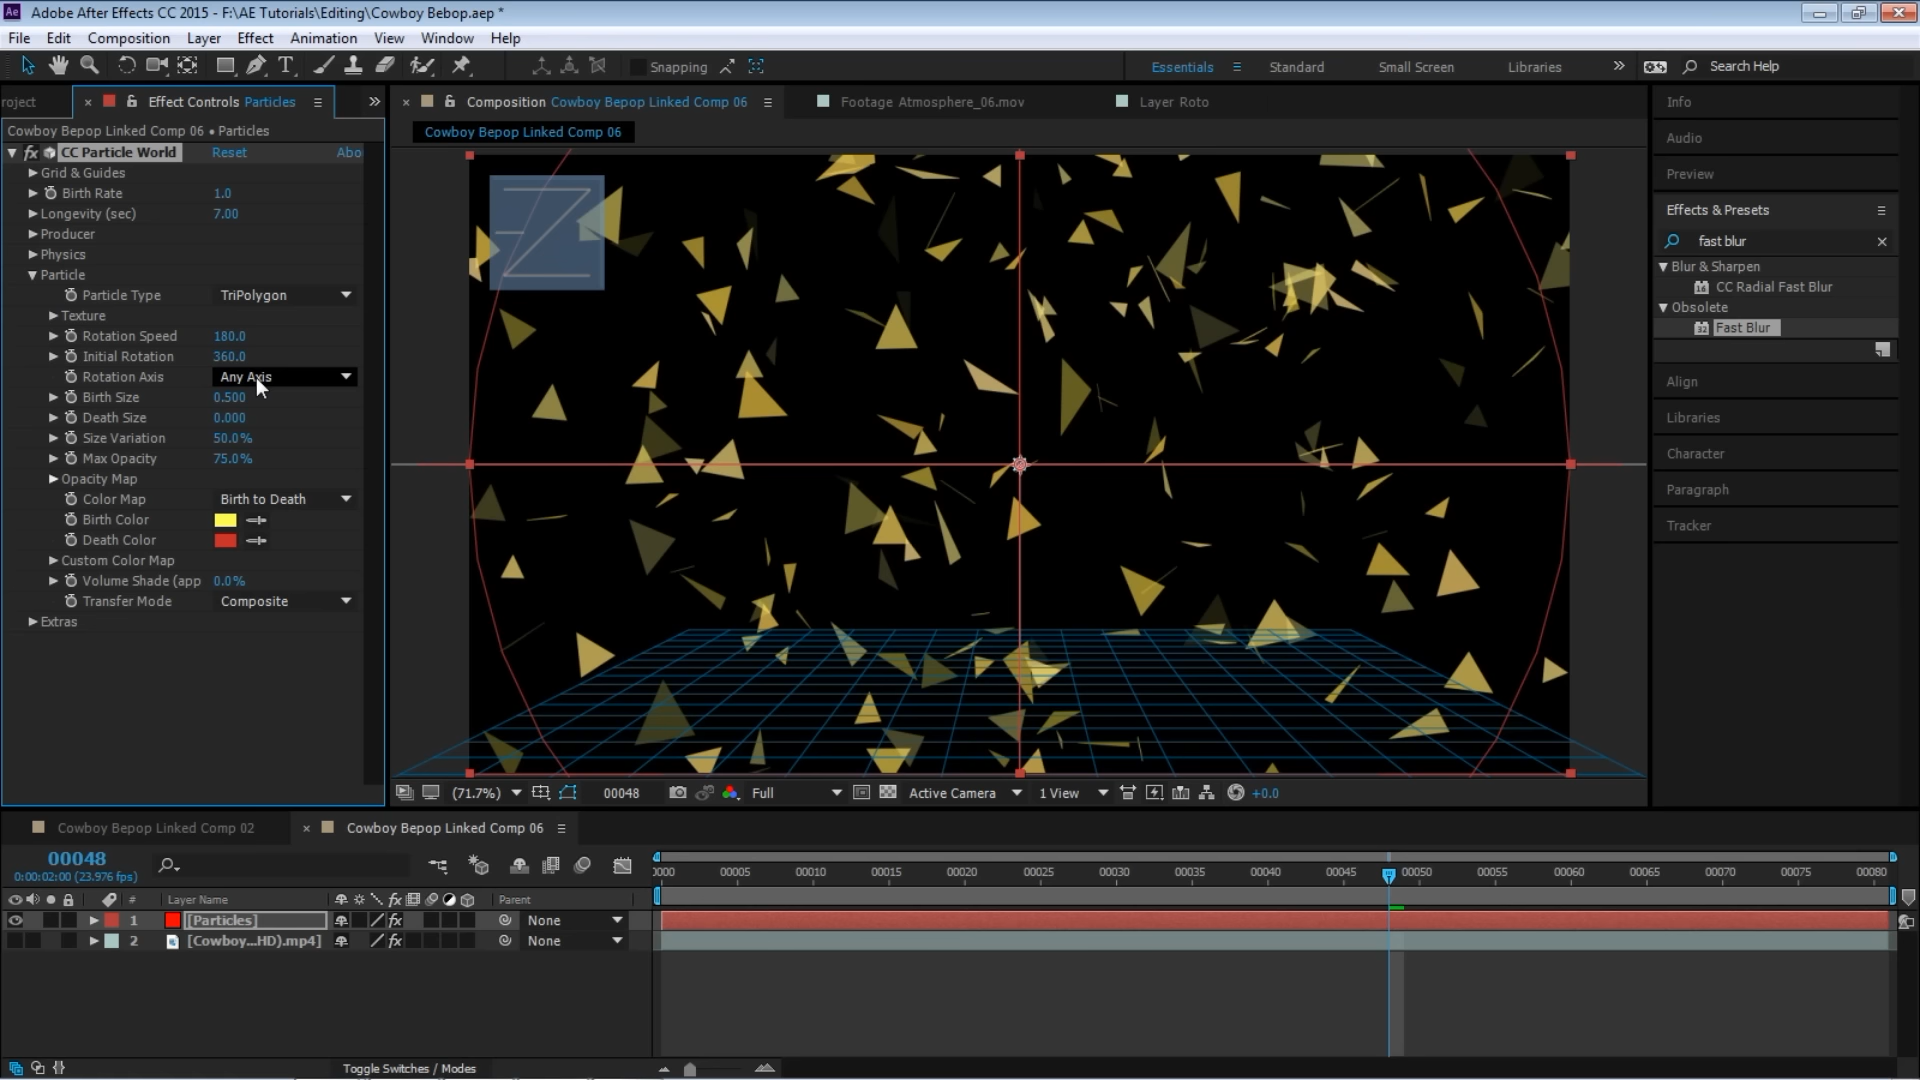 Ae Adobe After Effects CC 2015 - F:\AE Tutorials\Editing\Cowboy Bebop.aep *
File Edit Composition Layer Effect Animation View Window Help
Snapping Essentials Standard Small Screen Libraries Search Help
roject Effect Controls Particles
Composition Cowboy Bepop Linked Comp 06 Footage Atmosphere_06.mov Layer Roto
Cowboy Bepop Linked Comp 06 • Particles
Cowboy Bepop Linked Comp 06
fx CC Particle World Reset Abo
Grid & Guides
Birth Rate 1.0
Longevity (sec) 7.00
Producer
Physics
Particle
Particle Type TriPolygon
Texture
Rotation Speed 180.0
Initial Rotation 360.0
Rotation Axis Any Axis
Birth Size 0.500
Death Size 0.000
Size Variation 50.0%
Max Opacity 75.0%
Opacity Map
Color Map Birth to Death
Birth Color
Death Color
Custom Color Map
Volume Shade (app 0.0%
Transfer Mode Composite
Extras
(71.7%) 00048 Full Active Camera 1 View +0.0
Info
Audio
Preview
Effects & Presets
fast blur
Blur & Sharpen
16 CC Radial Fast Blur
Obsolete
32 Fast Blur
Align
Libraries
Character
Paragraph
Tracker
Cowboy Bepop Linked Comp 02 Cowboy Bepop Linked Comp 06
00048
0:00:02:00 (23.976 fps)
0000 00005 00010 00015 00020 00025 00030 00035 00040 00045 00050 00055 00060 00065 00070 00075 00080
# Layer Name fx Parent
1 [Particles] fx None
2 [Cowboy...HD).mp4] fx None
Toggle Switches / Modes